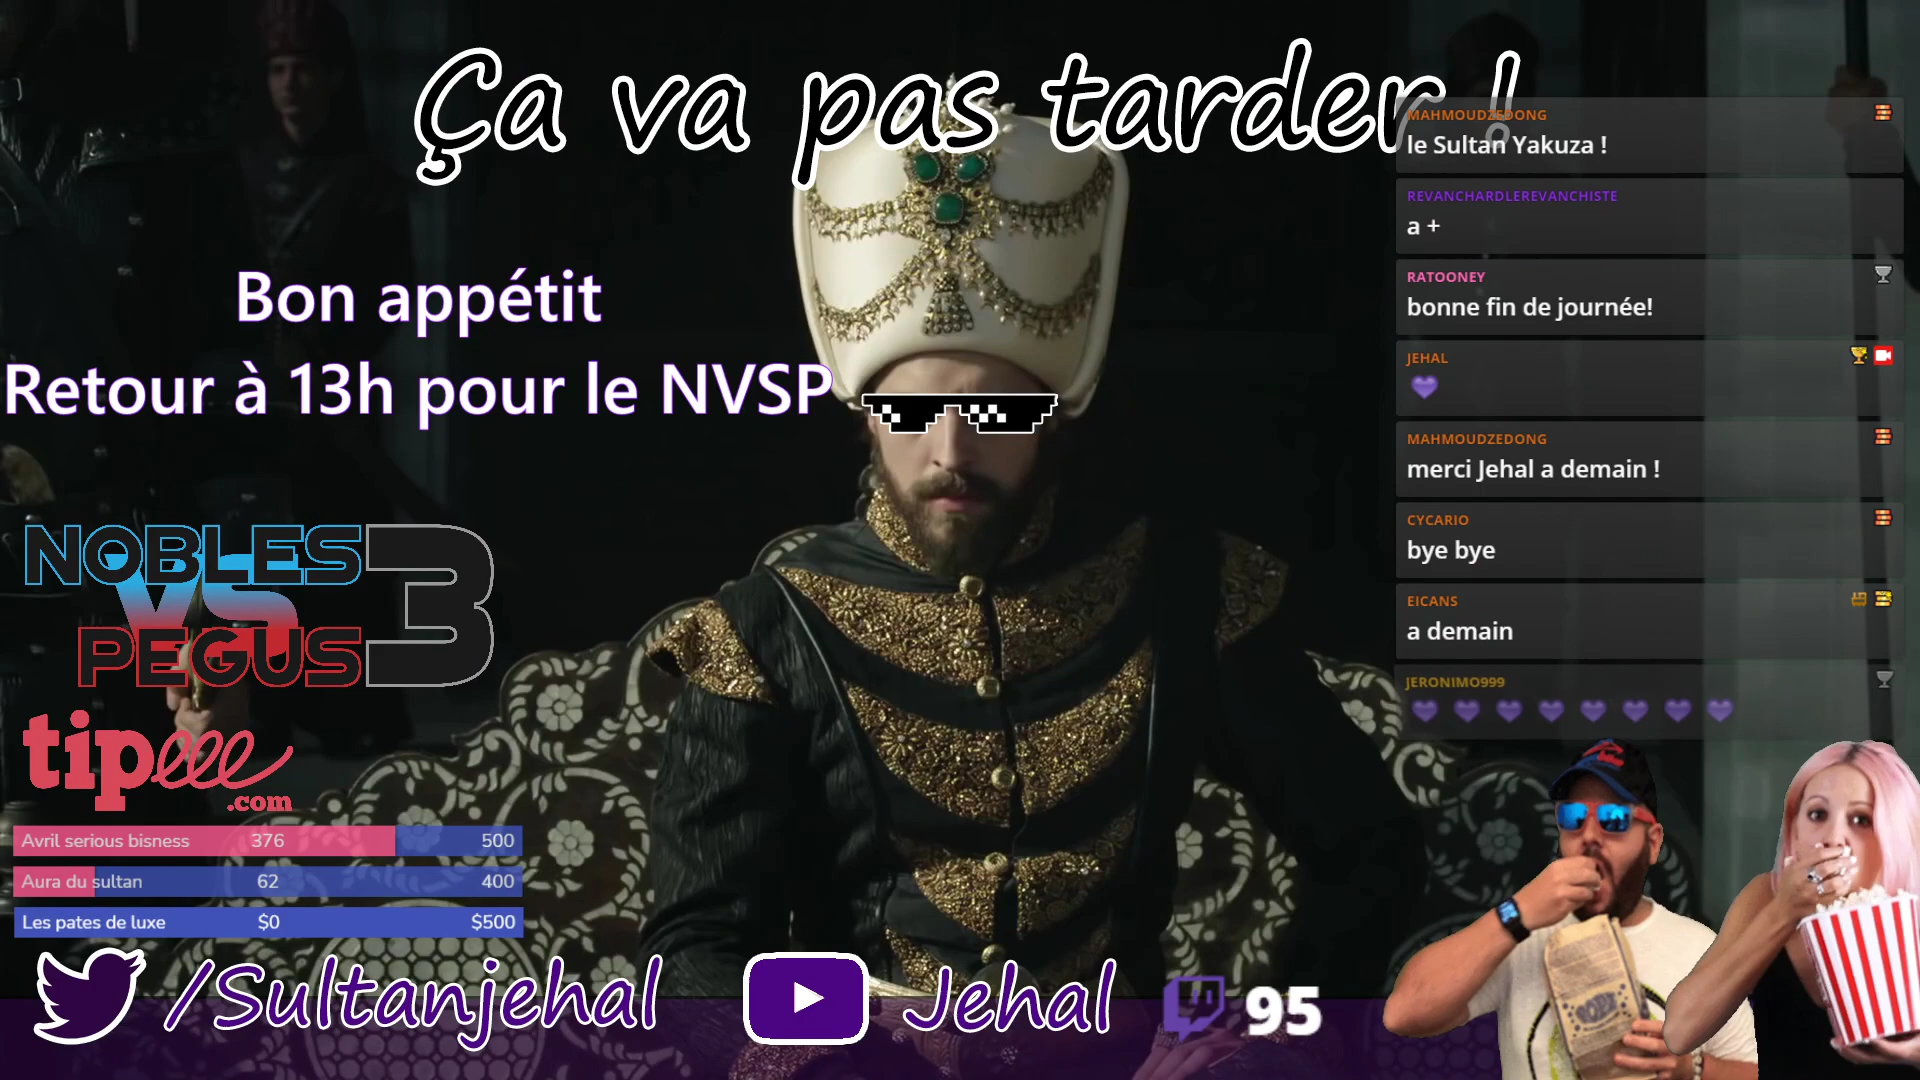 Ça va pas tarder !
Bon appétit
Retour à 13h pour le NVSP
NOBLES
VS
PEGUS
3
tipeee
.com
Avril serious bisness 376 500
Aura du sultan 62 400
Les pates de luxe $0 $500
/Sultanjehal
Jehal
95
MAHMOUDZEDONG
le Sultan Yakuza !
REVANCHARDLEREVANCHISTE
a +
RATOONEY
bonne fin de journée!
JEHAL
MAHMOUDZEDONG
merci Jehal a demain !
CYCARIO
bye bye
EICANS
a demain
JERONIMO999